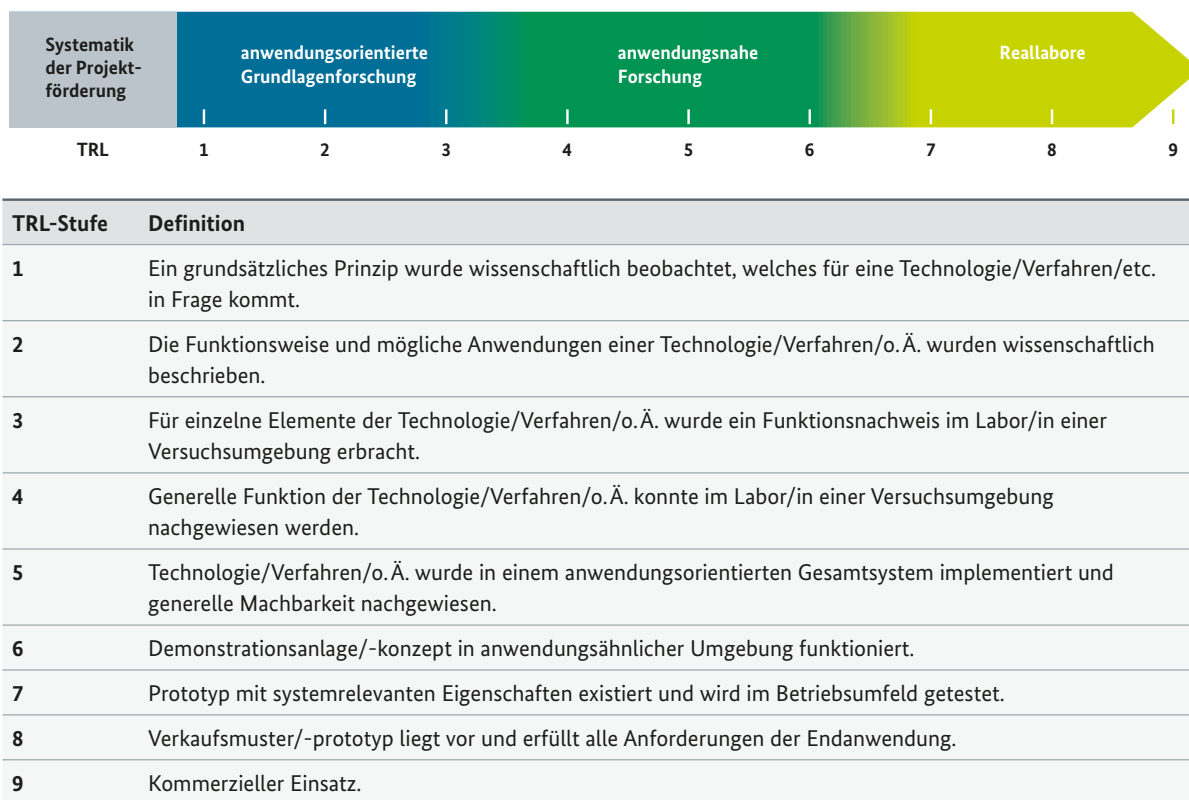 Systematik
der Projekt-
förderung
anwendungsorientierte
Grundlagenforschung
anwendungsnahe
Forschung
Reallabore
TRL 1 2 3 4 5 6 7 8 9
TRL-Stufe Definition
1 Ein grundsätzliches Prinzip wurde wissenschaftlich beobachtet, welches für eine Technologie/Verfahren/etc.
in Frage kommt.
2 Die Funktionsweise und mögliche Anwendungen einer Technologie/Verfahren/o.Ä. wurden wissenschaftlich
beschrieben.
3 Für einzelne Elemente der Technologie/Verfahren/o.Ä. wurde ein Funktionsnachweis im Labor/in einer
Versuchsumgebung erbracht.
4 Generelle Funktion der Technologie/Verfahren/o.Ä. konnte im Labor/in einer Versuchsumgebung
nachgewiesen werden.
5 Technologie/Verfahren/o.Ä. wurde in einem anwendungsorientierten Gesamtsystem implementiert und
generelle Machbarkeit nachgewiesen.
6 Demonstrationsanlage/-konzept in anwendungsähnlicher Umgebung funktioniert.
7 Prototyp mit systemrelevanten Eigenschaften existiert und wird im Betriebsumfeld getestet.
8 Verkaufsmuster/-prototyp liegt vor und erfüllt alle Anforderungen der Endanwendung.
9 Kommerzieller Einsatz.